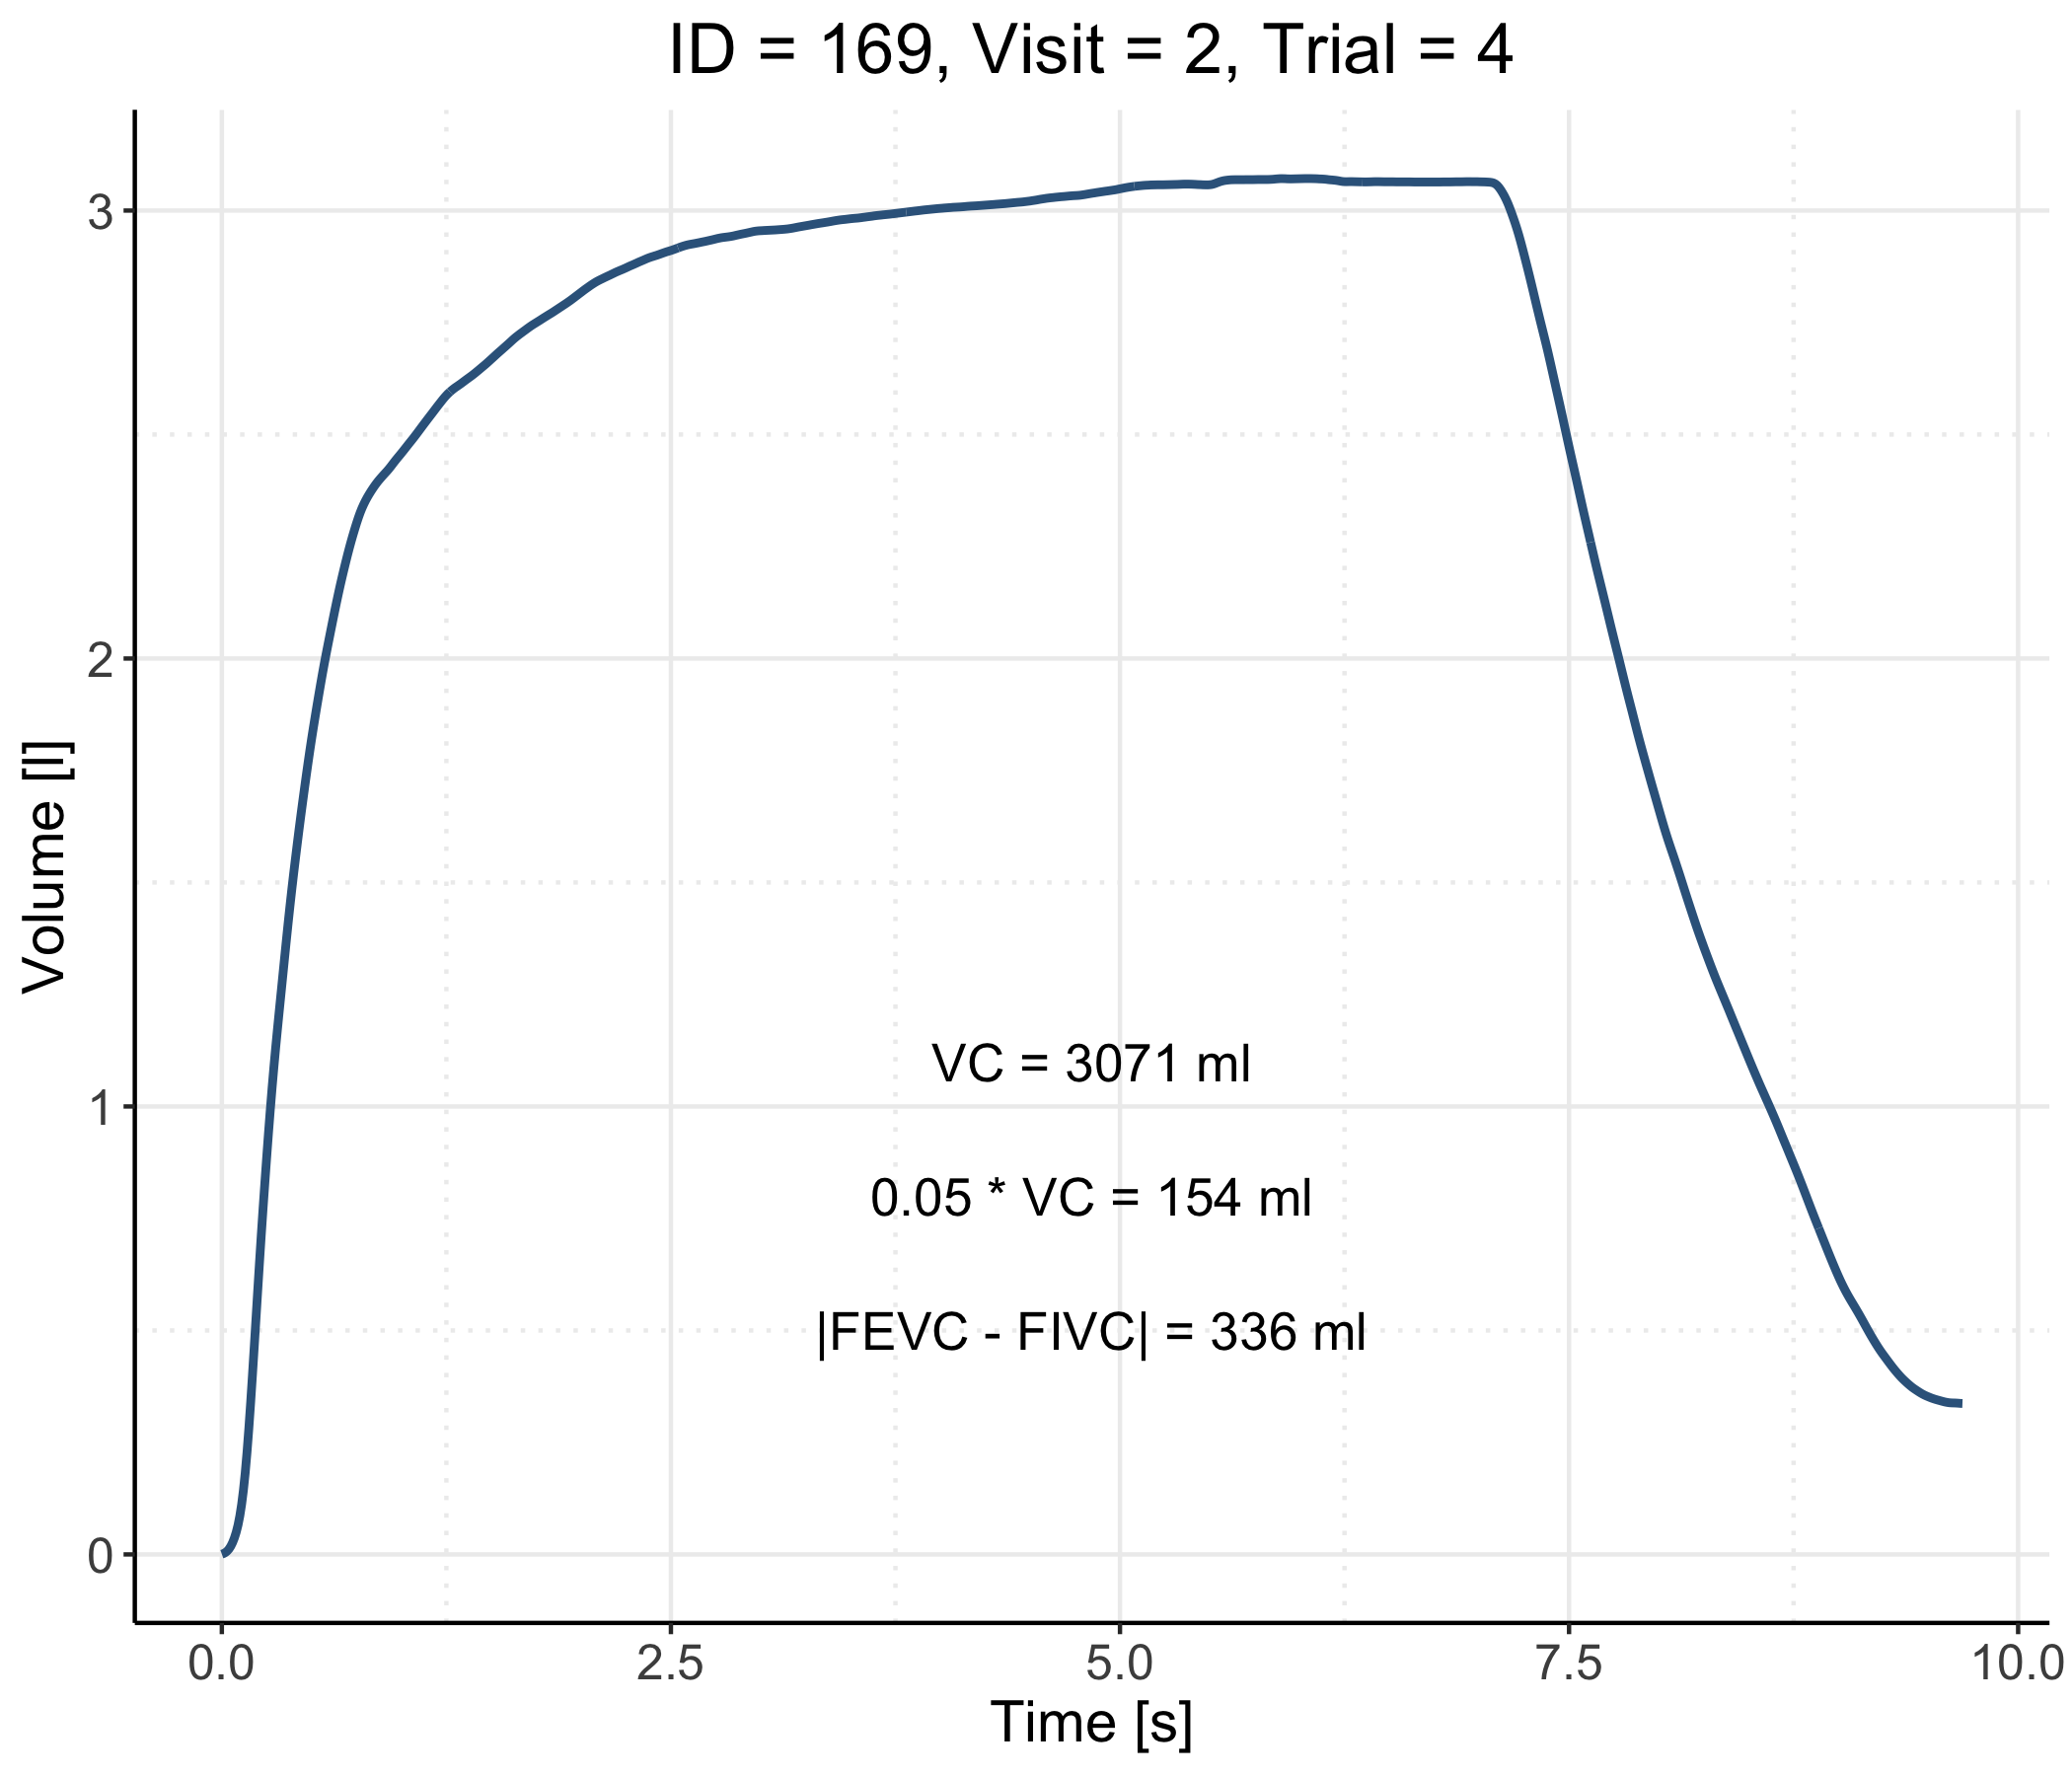 ID = 169, Visit = 2, Trial = 4
3
2
1
0
Volume [l]
VC = 3071 ml
0.05 * VC = 154 ml
|FEVC - FIVC| = 336 ml
0.0
2.5
5.0
7.5
10.0
Time [s]